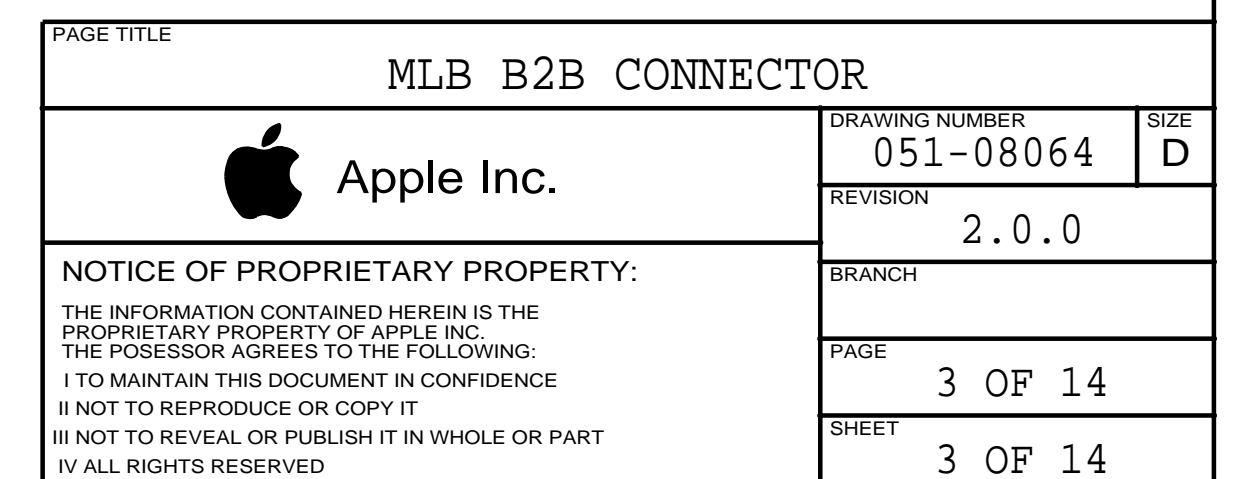 PAGE TITLE
MLB B2B CONNECTOR
Apple Inc.
DRAWING NUMBER
051-08064
SIZE
D
REVISION
2.0.0
NOTICE OF PROPRIETARY PROPERTY:
THE INFORMATION CONTAINED HEREIN IS THE
PROPRIETARY PROPERTY OF APPLE INC.
THE POSESSOR AGREES TO THE FOLLOWING:
I TO MAINTAIN THIS DOCUMENT IN CONFIDENCE
II NOT TO REPRODUCE OR COPY IT
III NOT TO REVEAL OR PUBLISH IT IN WHOLE OR PART
IV ALL RIGHTS RESERVED
BRANCH
PAGE
3 OF 14
SHEET
3 OF 14